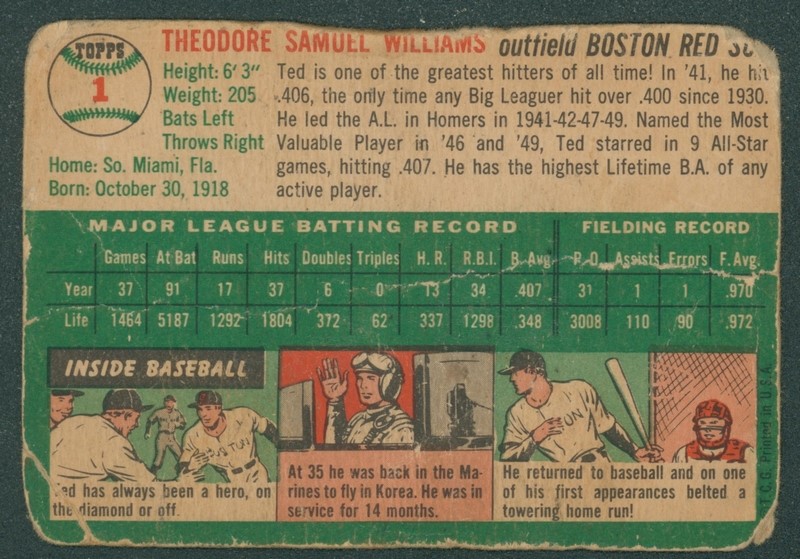 TOPPS
1
THEODORE SAMUEL WILLIAMS outfield BOSTON RED
Height: 6' 3"
Weight: 205
Bats Left
Throws Right
Home: So. Miami, Fla.
Born: October 30, 1918
Ted is one of the greatest hitters of all time! In '41, he hit
.406, the only time any Big Leaguer hit over .400 since 1930.
He led the A.L. in Homers in 1941-42-47-49. Named the Most
Valuable Player in '46 and '49, Ted starred in 9 All-Star
games, hitting .407. He has the highest Lifetime B.A. of any
active player.
MAJOR LEAGUE BATTING RECORD FIELDING RECORD
Games At Bat Runs Hits Doubles Triples H. R. R.B.I. B. Avg. P. O. Assists Errors F. Avg.
Year 37 91 17 37 6 0 13 34 .407 31 1 1 .970
Life 1464 5187 1292 1804 372 62 337 1298 .348 3008 110 90 .972
INSIDE BASEBALL
Ted has always been a hero, on
the diamond or off.
At 35 he was back in the Ma-
rines to fly in Korea. He was in
service for 14 months.
He returned to baseball and on one
of his first appearances belted a
towering home run!
T.C.G. Printed in U.S.A.